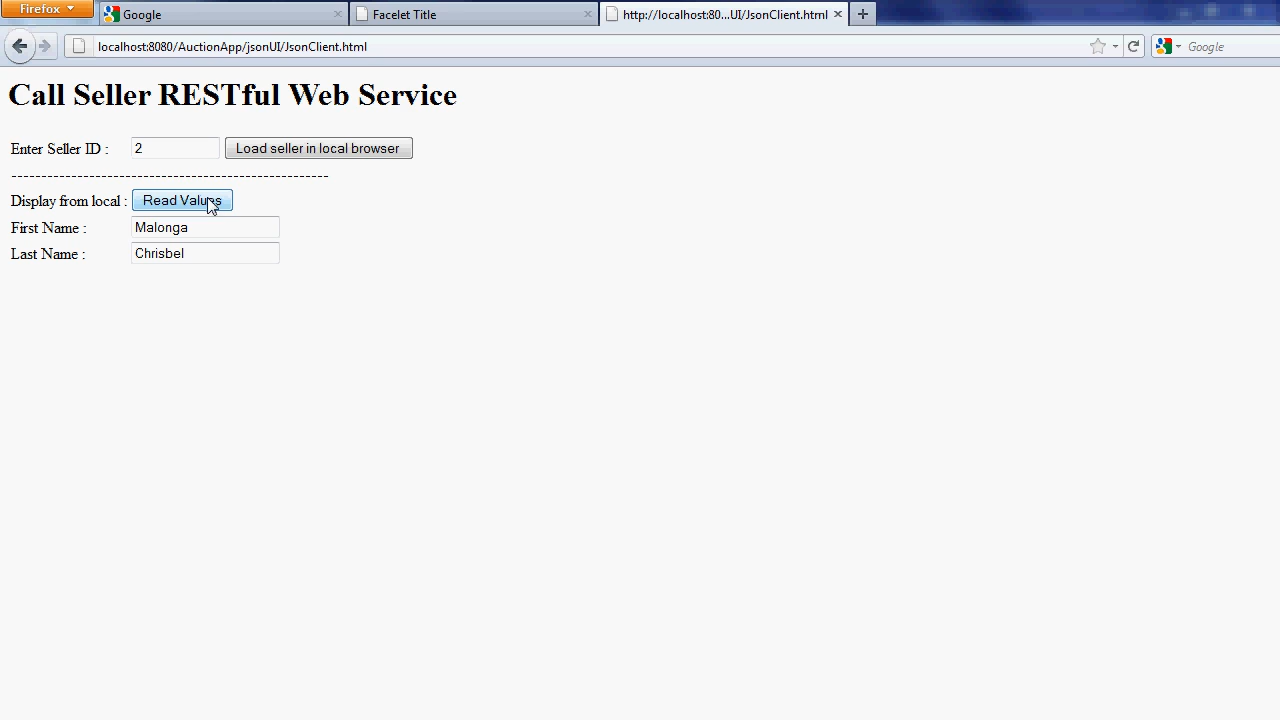 Firefox
Google
Facelet Title
http://localhost:80...UI/JsonClient.html
localhost:8080/AuctionApp/jsonUI/JsonClient.html
Google
Call Seller RESTful Web Service
Enter Seller ID : 2 Load seller in local browser
-----------------------------------------------------
Display from local : Read Values
First Name : Malonga
Last Name : Chrisbel